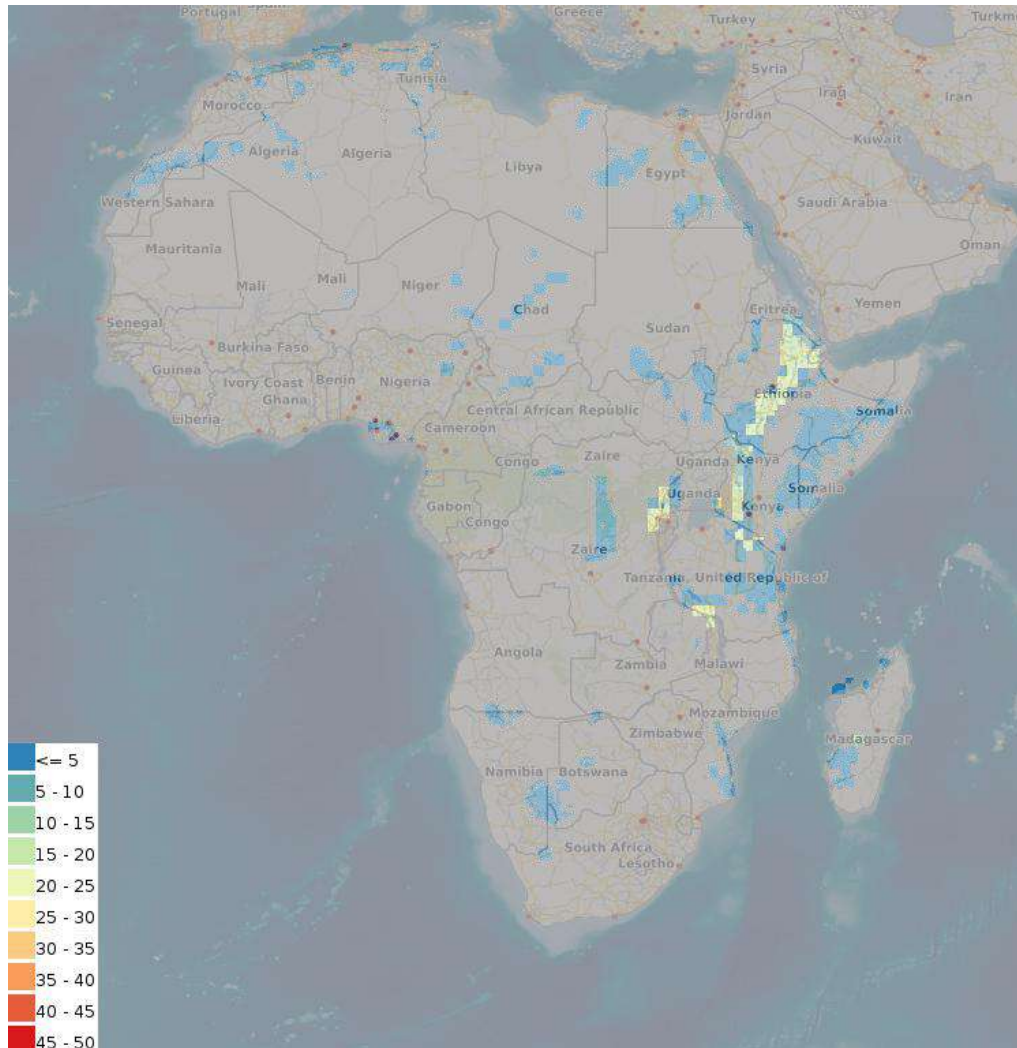 Portugal
Greece
Turkey
Turkm
Tunisia
Syria
Morocco
Iraq
Iran
Jordan
Algeria
Algeria
Kuwait
Libya
Egypt
Western Sahara
Saudi Arabia
Mauritania
Oman
Mali
Mali
Niger
Chad
Eritrea
Yemen
Senegal
Sudan
Burkina Faso
Guinea
Ivory Coast
Benin
Nigeria
Ghana
Ethiopia
Liberia
Central African Republic
Somalia
Cameroon
Zaire
Congo
Uganda
Kenya
Uganda
Somalia
Gabon
Kenya
Congo
Zaire
Tanzania, United Republic of
Angola
Zambia
Malawi
Mozambique
Zimbabwe
Madagascar
Namibia
Botswana
South Africa
Lesotho
<= 5
5 - 10
10 - 15
15 - 20
20 - 25
25 - 30
30 - 35
35 - 40
40 - 45
45 - 50